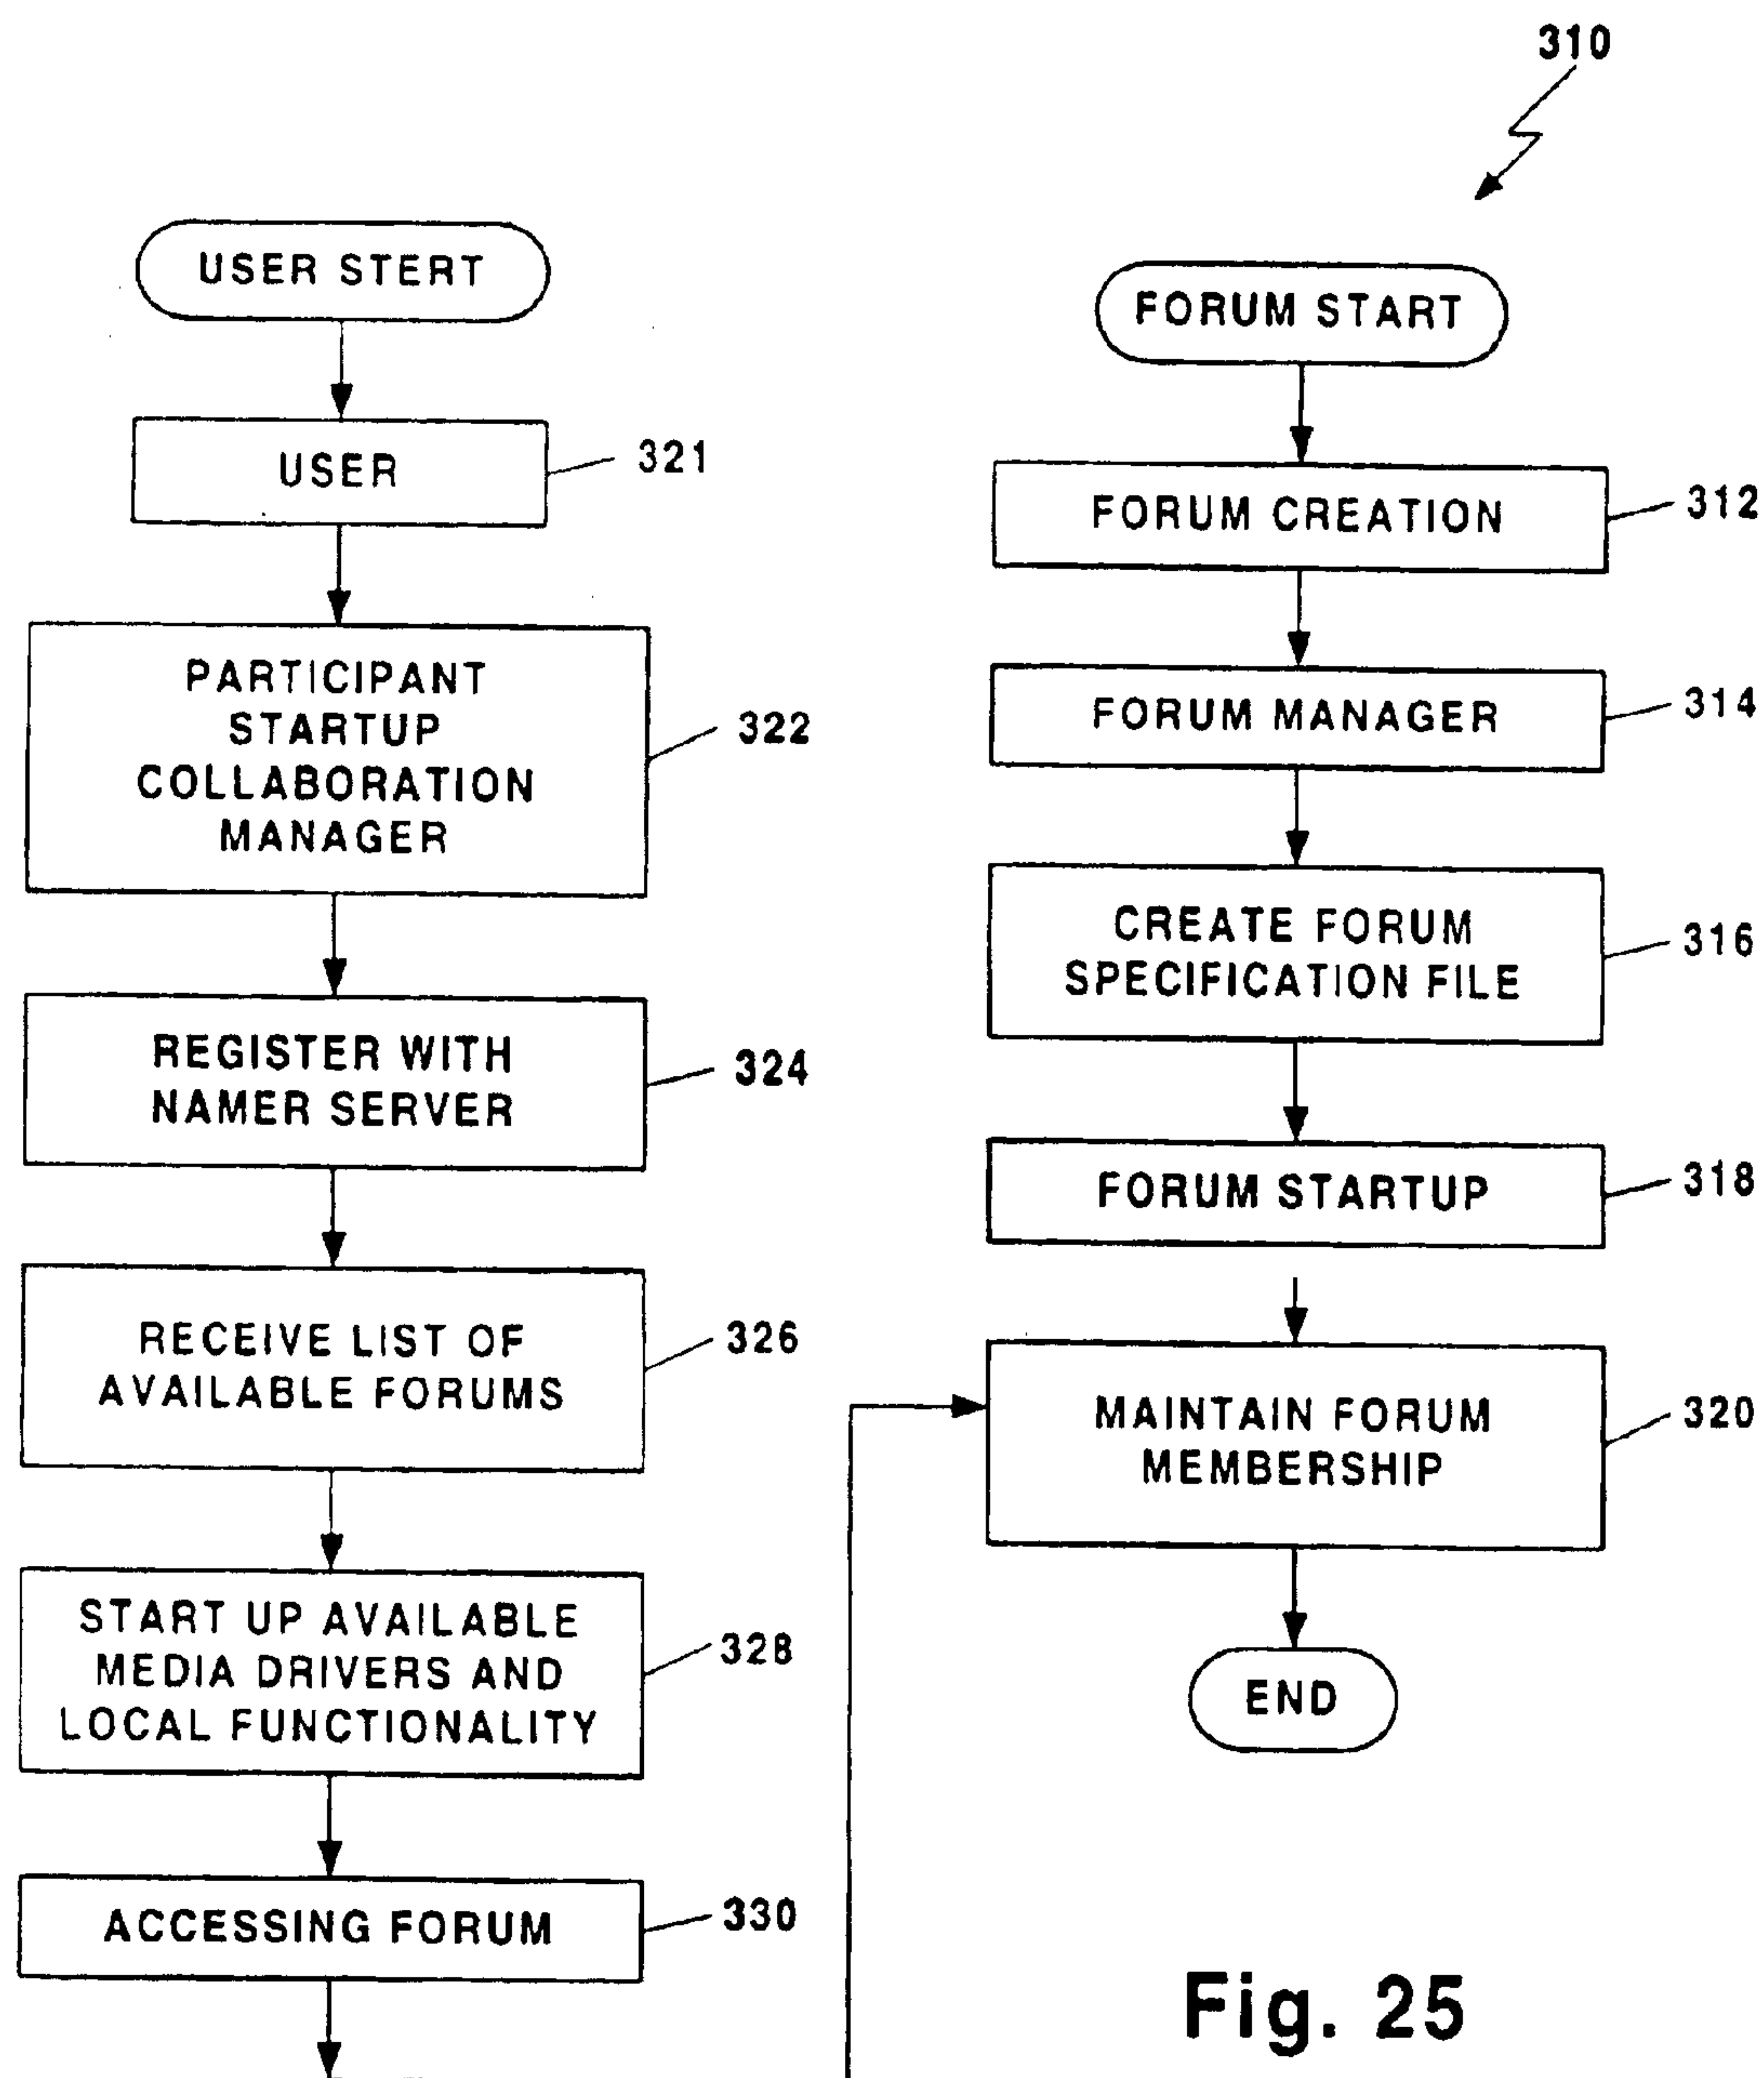 310
USER STERT
USER
321
PARTICIPANT
STARTUP
COLLABORATION
MANAGER
322
REGISTER WITH
NAMER SERVER
324
RECEIVE LIST OF
AVAILABLE FORUMS
326
START UP AVAILABLE
MEDIA DRIVERS AND
LOCAL FUNCTIONALITY
328
ACCESSING FORUM
330
FORUM START
FORUM CREATION
312
FORUM MANAGER
314
CREATE FORUM
SPECIFICATION FILE
316
FORUM STARTUP
318
MAINTAIN FORUM
MEMBERSHIP
320
END
Fig. 25